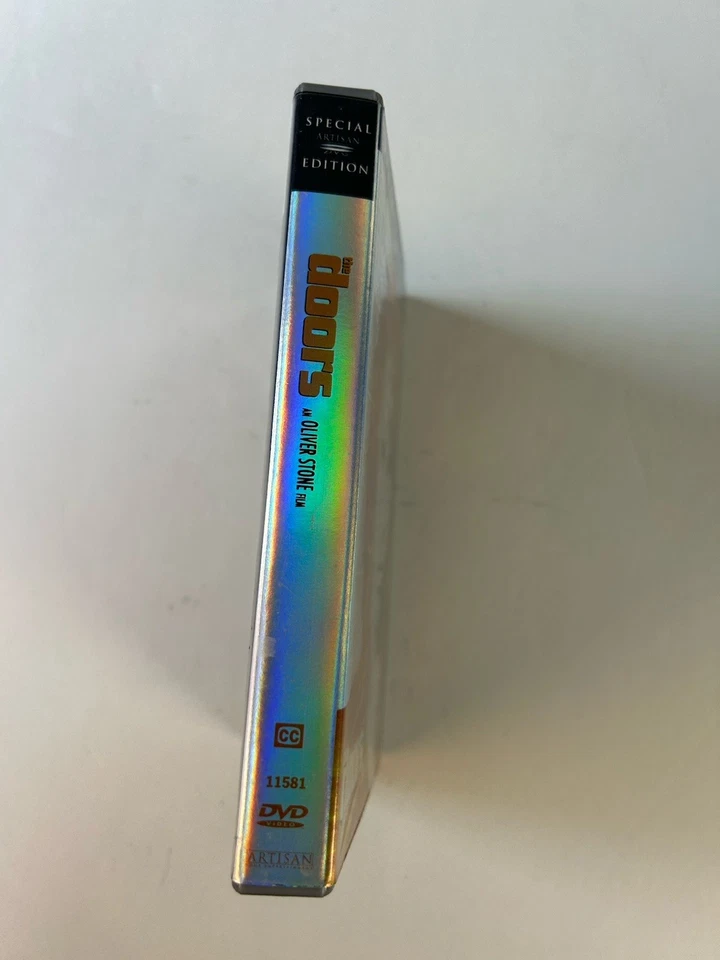 SPECIAL
ARTISAN
EDITION
the
doors
AN OLIVER STONE FILM
CC
11581
DVD
VIDEO
ARTISAN